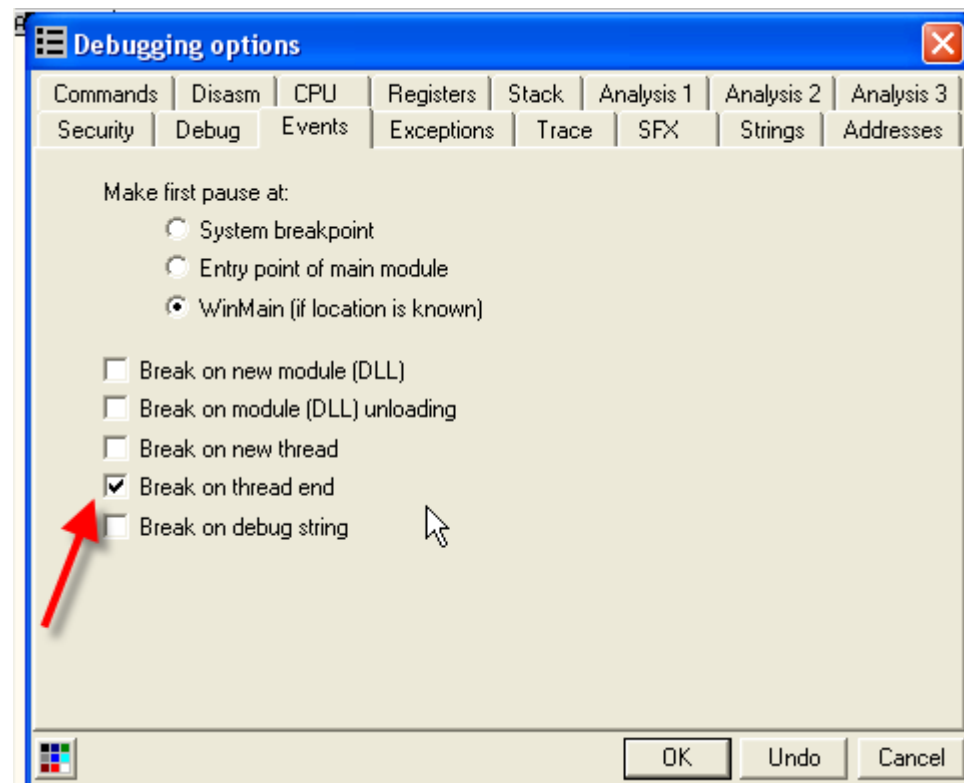 Debugging options
Commands Disasm CPU Registers Stack Analysis 1 Analysis 2 Analysis 3
Security Debug Events Exceptions Trace SFX Strings Addresses
Make first pause at:
System breakpoint
Entry point of main module
WinMain (if location is known)
Break on new module (DLL)
Break on module (DLL) unloading
Break on new thread
Break on thread end
Break on debug string
OK Undo Cancel